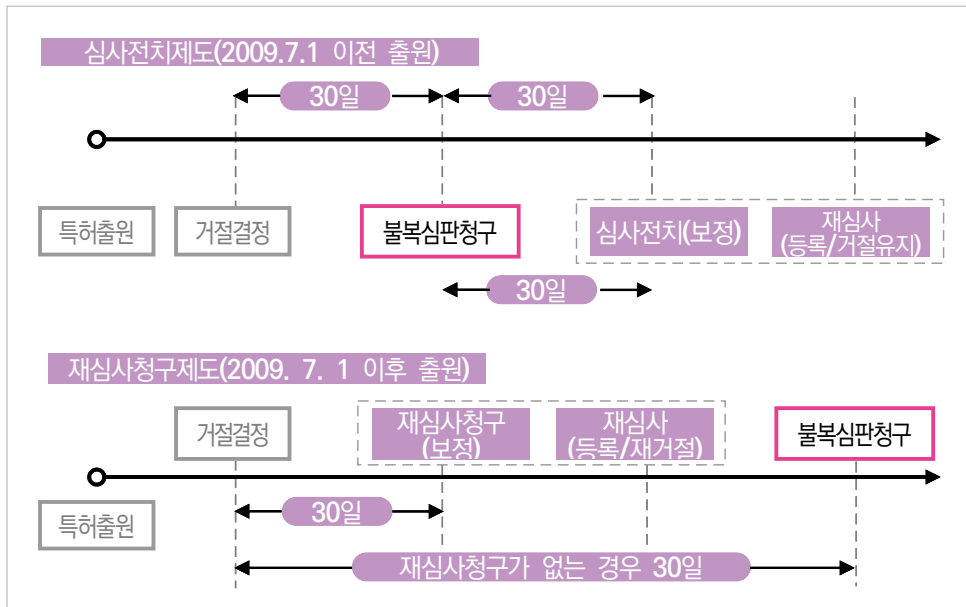 심사전치제도(2009.7.1 이전 출원)
30일
30일
특허출원
거절결정
불복심판청구
심사전치(보정)
재심사
(등록/거절유지)
30일
재심사청구제도(2009. 7. 1 이후 출원)
거절결정
재심사청구
(보정)
재심사
(등록/재거절)
불복심판청구
특허출원
30일
재심사청구가 없는 경우 30일